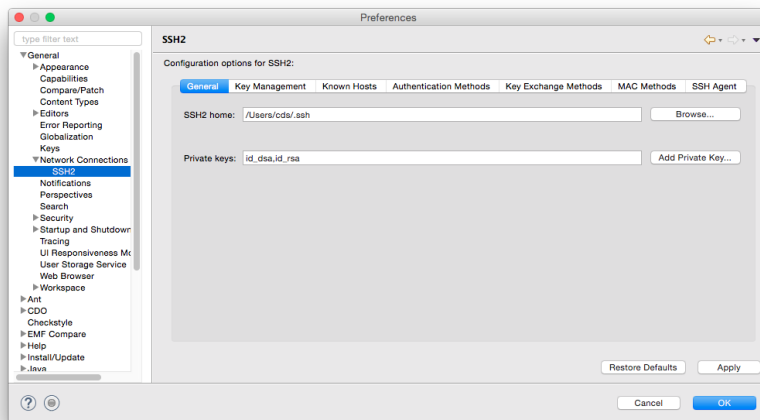 Preferences
type filter text
SSH2
General
Appearance
Capabilities
Compare/Patch
Content Types
Editors
Error Reporting
Globalization
Keys
Network Connections
SSH2
Notifications
Perspectives
Search
Security
Startup and Shutdown
Tracing
UI Responsiveness Mo
User Storage Service
Web Browser
Workspace
Ant
CDO
Checkstyle
EMF Compare
Help
Install/Update
Java
Configuration options for SSH2:
General Key Management Known Hosts Authentication Methods Key Exchange Methods MAC Methods SSH Agent
SSH2 home: /Users/cds/.ssh Browse...
Private keys: id_dsa,id_rsa Add Private Key...
Restore Defaults Apply
? Cancel OK